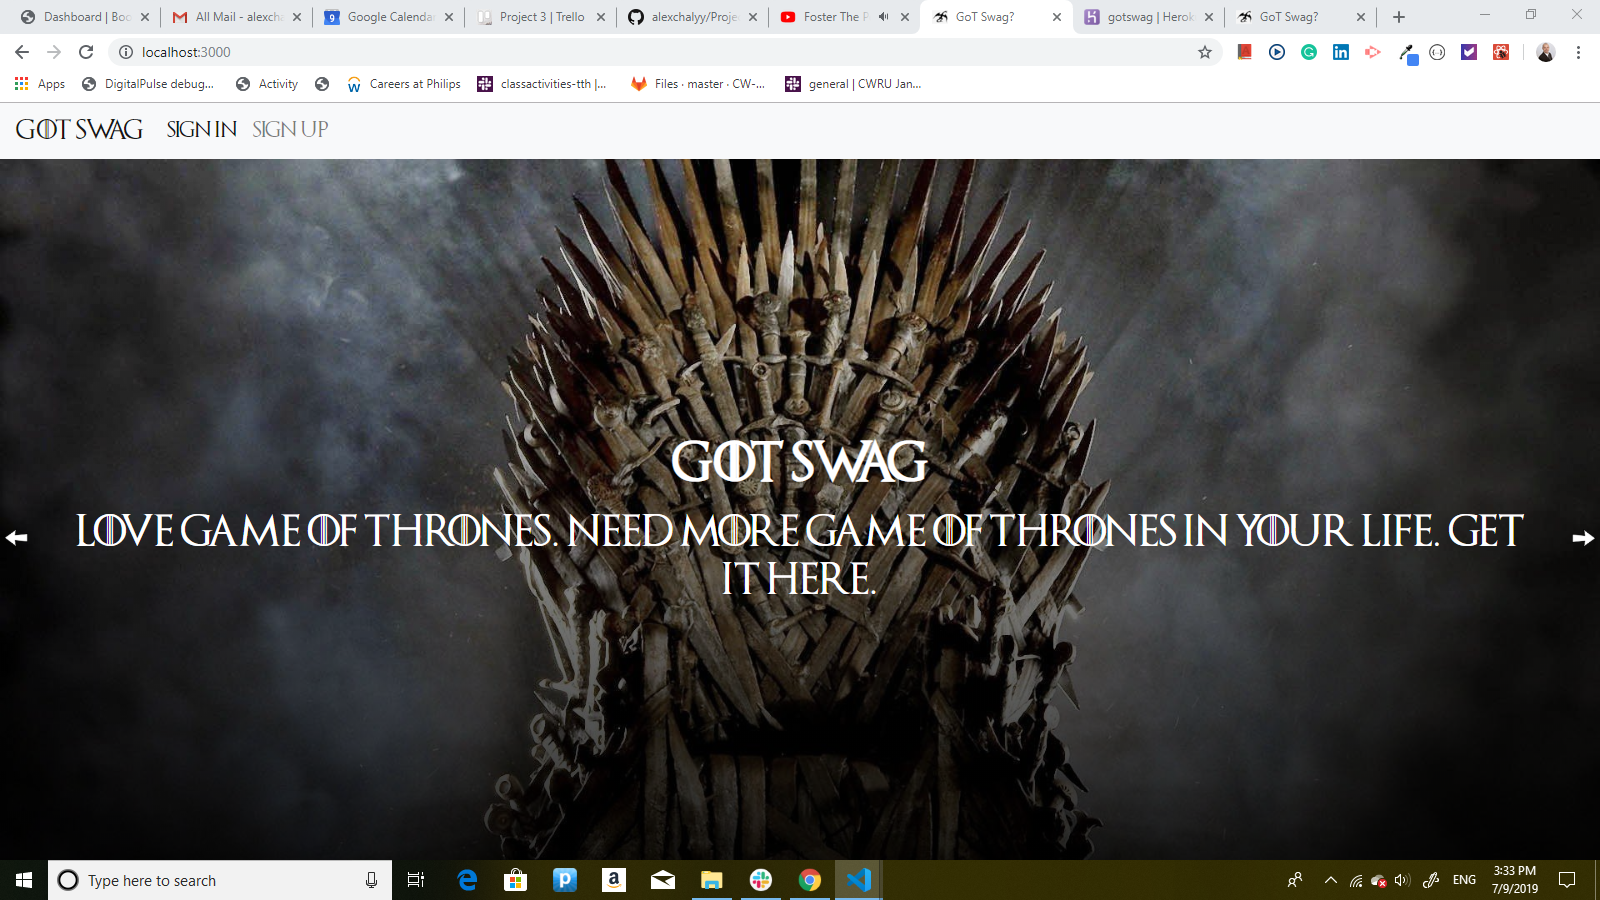 Dashboard | Boo
All Mail - alexcha
Google Calenda
Project 3 | Trello
alexchalyy/Proje
Foster The P
GoT Swag?
gotswag | Herok
GoT Swag?
localhost:3000
Apps
DigitalPulse debug...
Activity
Careers at Philips
classactivities-tth |...
Files · master · CW-...
general | CWRU Jan...
GOT SWAG SIGN IN SIGN UP
GOT SWAG
LOVE GAME OF THRONES. NEED MORE GAME OF THRONES IN YOUR LIFE. GET
IT HERE.
Type here to search
ENG
3:33 PM
7/9/2019